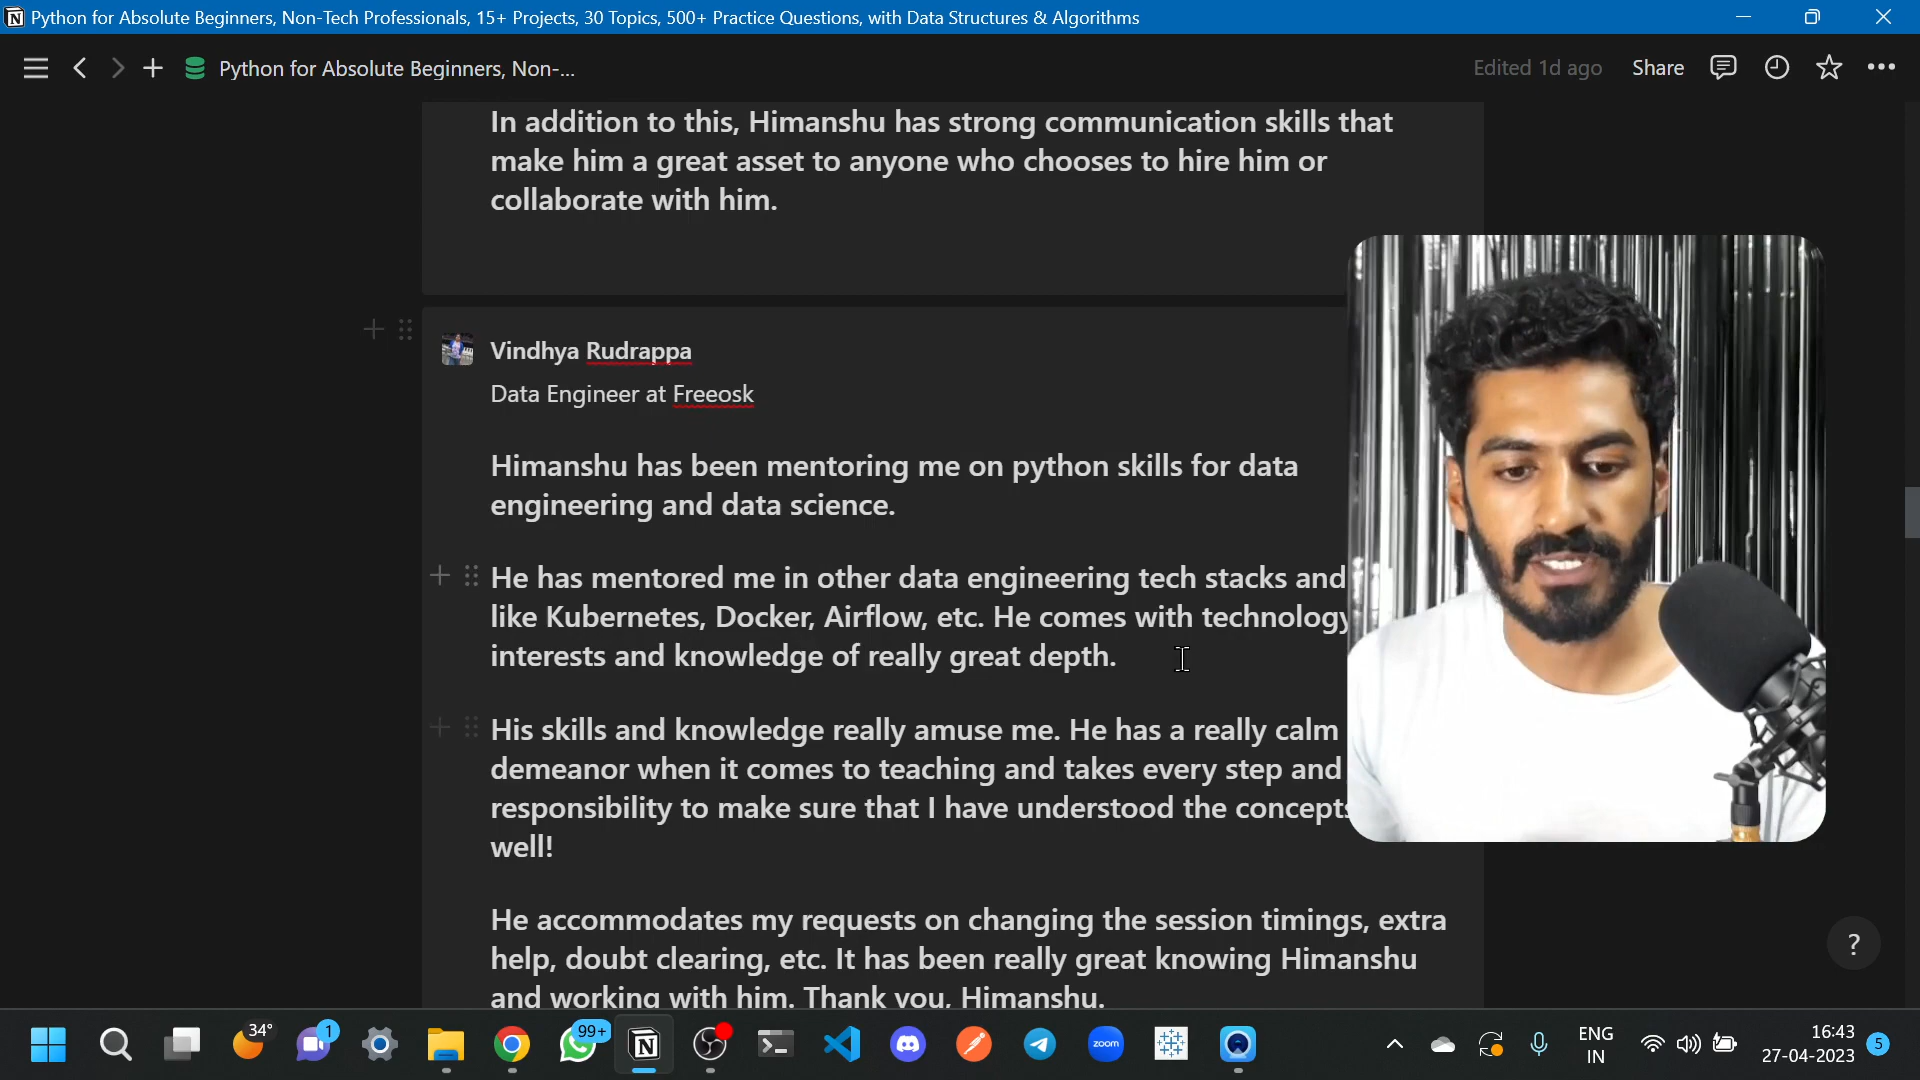 Python for Absolute Beginners, Non-Tech Professionals, 15+ Projects, 30 Topics, 500+ Practice Questions, with Data Structures & Algorithms
Python for Absolute Beginners, Non-...
Edited 1d ago
Share
In addition to this, Himanshu has strong communication skills that
make him a great asset to anyone who chooses to hire him or
collaborate with him.
Vindhya Rudrappa
Data Engineer at Freeosk
Himanshu has been mentoring me on python skills for data
engineering and data science.
He has mentored me in other data engineering tech stacks and
like Kubernetes, Docker, Airflow, etc. He comes with technology
interests and knowledge of really great depth.
His skills and knowledge really amuse me. He has a really calm
demeanor when it comes to teaching and takes every step and
responsibility to make sure that I have understood the concepts
well!
He accommodates my requests on changing the session timings, extra
help, doubt clearing, etc. It has been really great knowing Himanshu
and working with him. Thank you, Himanshu.
?
34°
1
99+
zoom
ENG
IN
16:43
27-04-2023
5